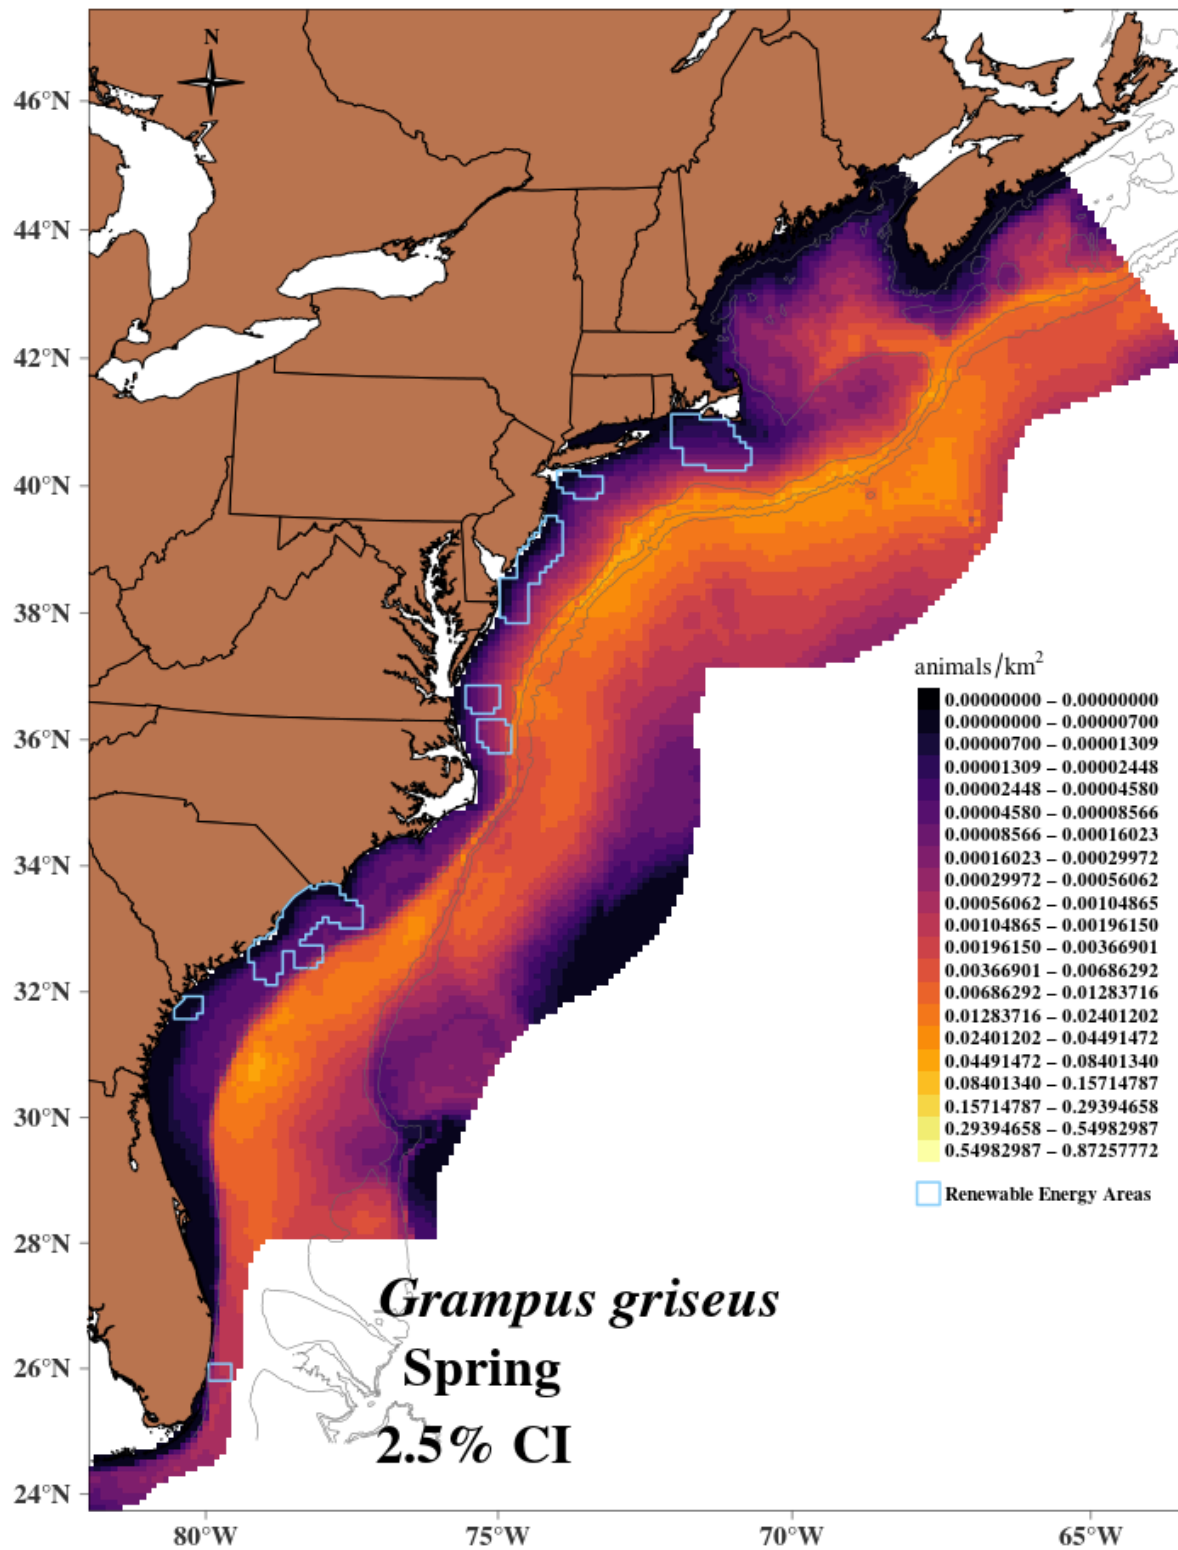 N
46°N
44°N
42°N
40°N
38°N
36°N
34°N
32°N
30°N
28°N
26°N
24°N
animals/km²
0.00000000 – 0.00000000
0.00000000 – 0.00000700
0.00000700 – 0.00001309
0.00001309 – 0.00002448
0.00002448 – 0.00004580
0.00004580 – 0.00008566
0.00008566 – 0.00016023
0.00016023 – 0.00029972
0.00029972 – 0.00056062
0.00056062 – 0.00104865
0.00104865 – 0.00196150
0.00196150 – 0.00366901
0.00366901 – 0.00686292
0.00686292 – 0.01283716
0.01283716 – 0.02401202
0.02401202 – 0.04491472
0.04491472 – 0.08401340
0.08401340 – 0.15714787
0.15714787 – 0.29394658
0.29394658 – 0.54982987
0.54982987 – 0.87257772
Renewable Energy Areas
Grampus griseus
Spring
2.5% CI
80°W 75°W 70°W 65°W